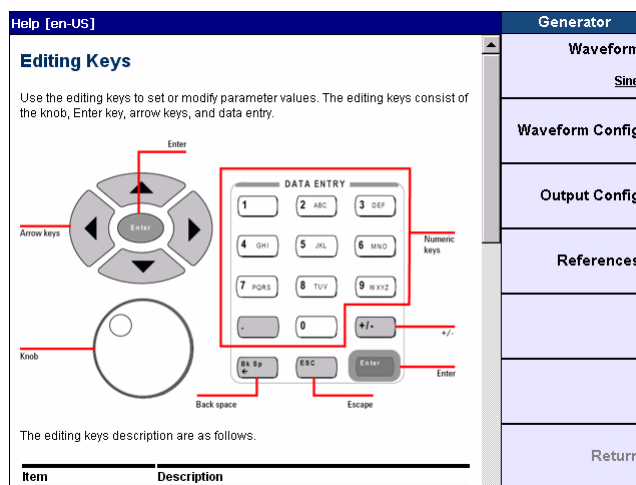 Help [en-US]
Editing Keys
Use the editing keys to set or modify parameter values. The editing keys consist of
the knob, Enter key, arrow keys, and data entry.
Enter
Enter
Arrow keys
Knob
DATA ENTRY
1
2 ABC
3 DEF
4 GHI
5 JKL
6 MNO
7 PQRS
8 TUV
9 WXYZ
.
0
+/-
Bk Sp
←
ESC
Enter
Numeric
keys
+/-
Enter
Back space
Escape
The editing keys description are as follows.
Item Description
Generator
Waveform
Sine
Waveform Config
Output Config
References
Return